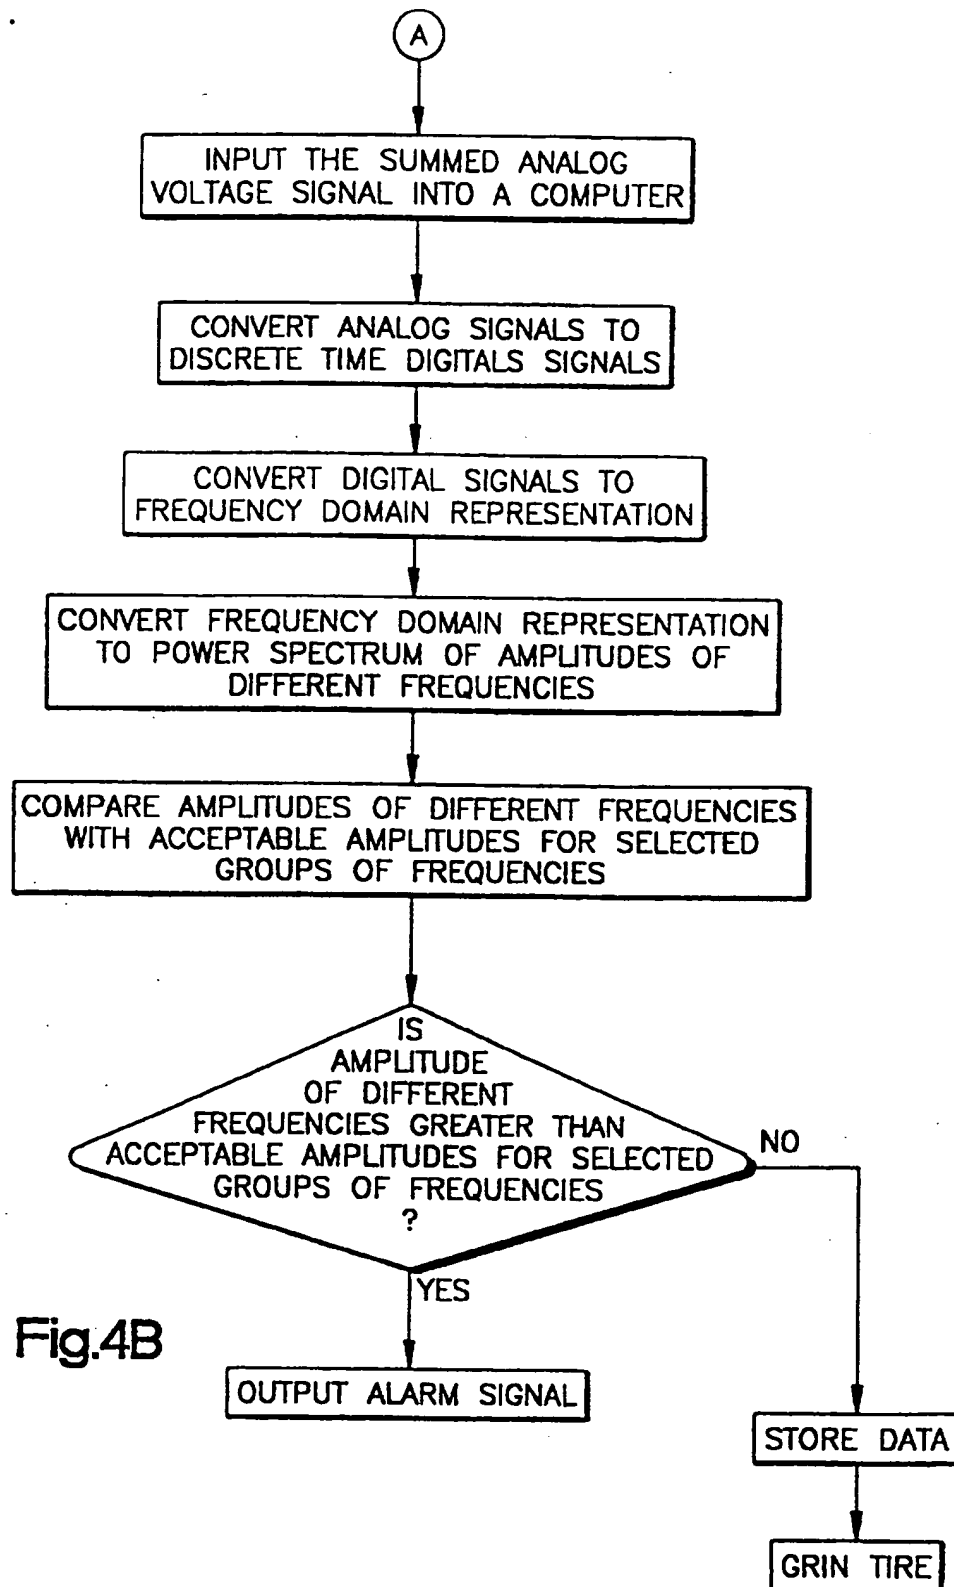 A
INPUT THE SUMMED ANALOG
VOLTAGE SIGNAL INTO A COMPUTER
CONVERT ANALOG SIGNALS TO
DISCRETE TIME DIGITALS SIGNALS
CONVERT DIGITAL SIGNALS TO
FREQUENCY DOMAIN REPRESENTATION
CONVERT FREQUENCY DOMAIN REPRESENTATION
TO POWER SPECTRUM OF AMPLITUDES OF
DIFFERENT FREQUENCIES
COMPARE AMPLITUDES OF DIFFERENT FREQUENCIES
WITH ACCEPTABLE AMPLITUDES FOR SELECTED
GROUPS OF FREQUENCIES
IS
AMPLITUDE
OF DIFFERENT
FREQUENCIES GREATER THAN
ACCEPTABLE AMPLITUDES FOR SELECTED
GROUPS OF FREQUENCIES
?
NO
YES
Fig.4B
OUTPUT ALARM SIGNAL
STORE DATA
GRIN TIRE